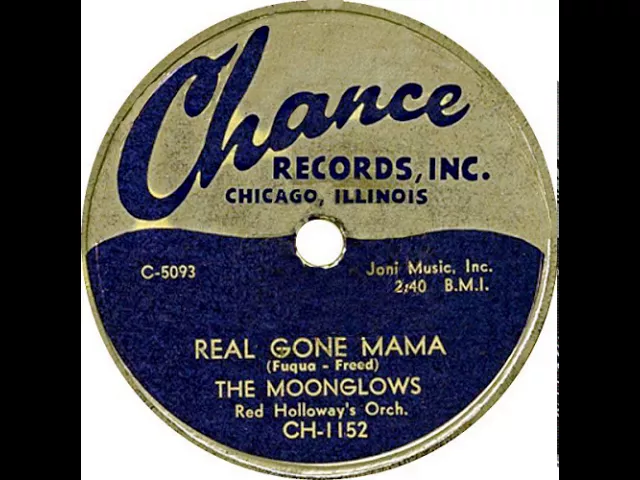 Chance
RECORDS, INC.
CHICAGO, ILLINOIS
C-5093
Joni Music, Inc.
2:40 B.M.I.
REAL GONE MAMA
(Fuqua - Freed)
THE MOONGLOWS
Red Holloway's Orch.
CH-1152